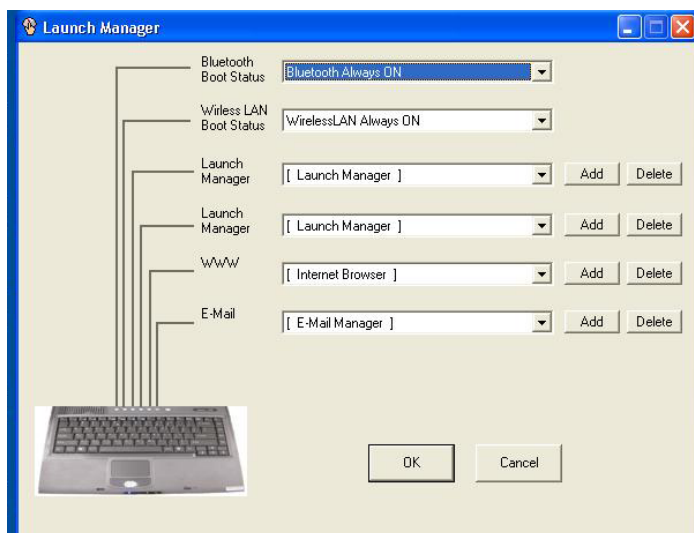 Launch Manager
Bluetooth
Boot Status
Bluetooth Always ON
Wirless LAN
Boot Status
WirelessLAN Always ON
Launch
Manager
[ Launch Manager ]
Add
Delete
Launch
Manager
[ Launch Manager ]
Add
Delete
WWW
[ Internet Browser ]
Add
Delete
E-Mail
[ E-Mail Manager ]
Add
Delete
OK
Cancel